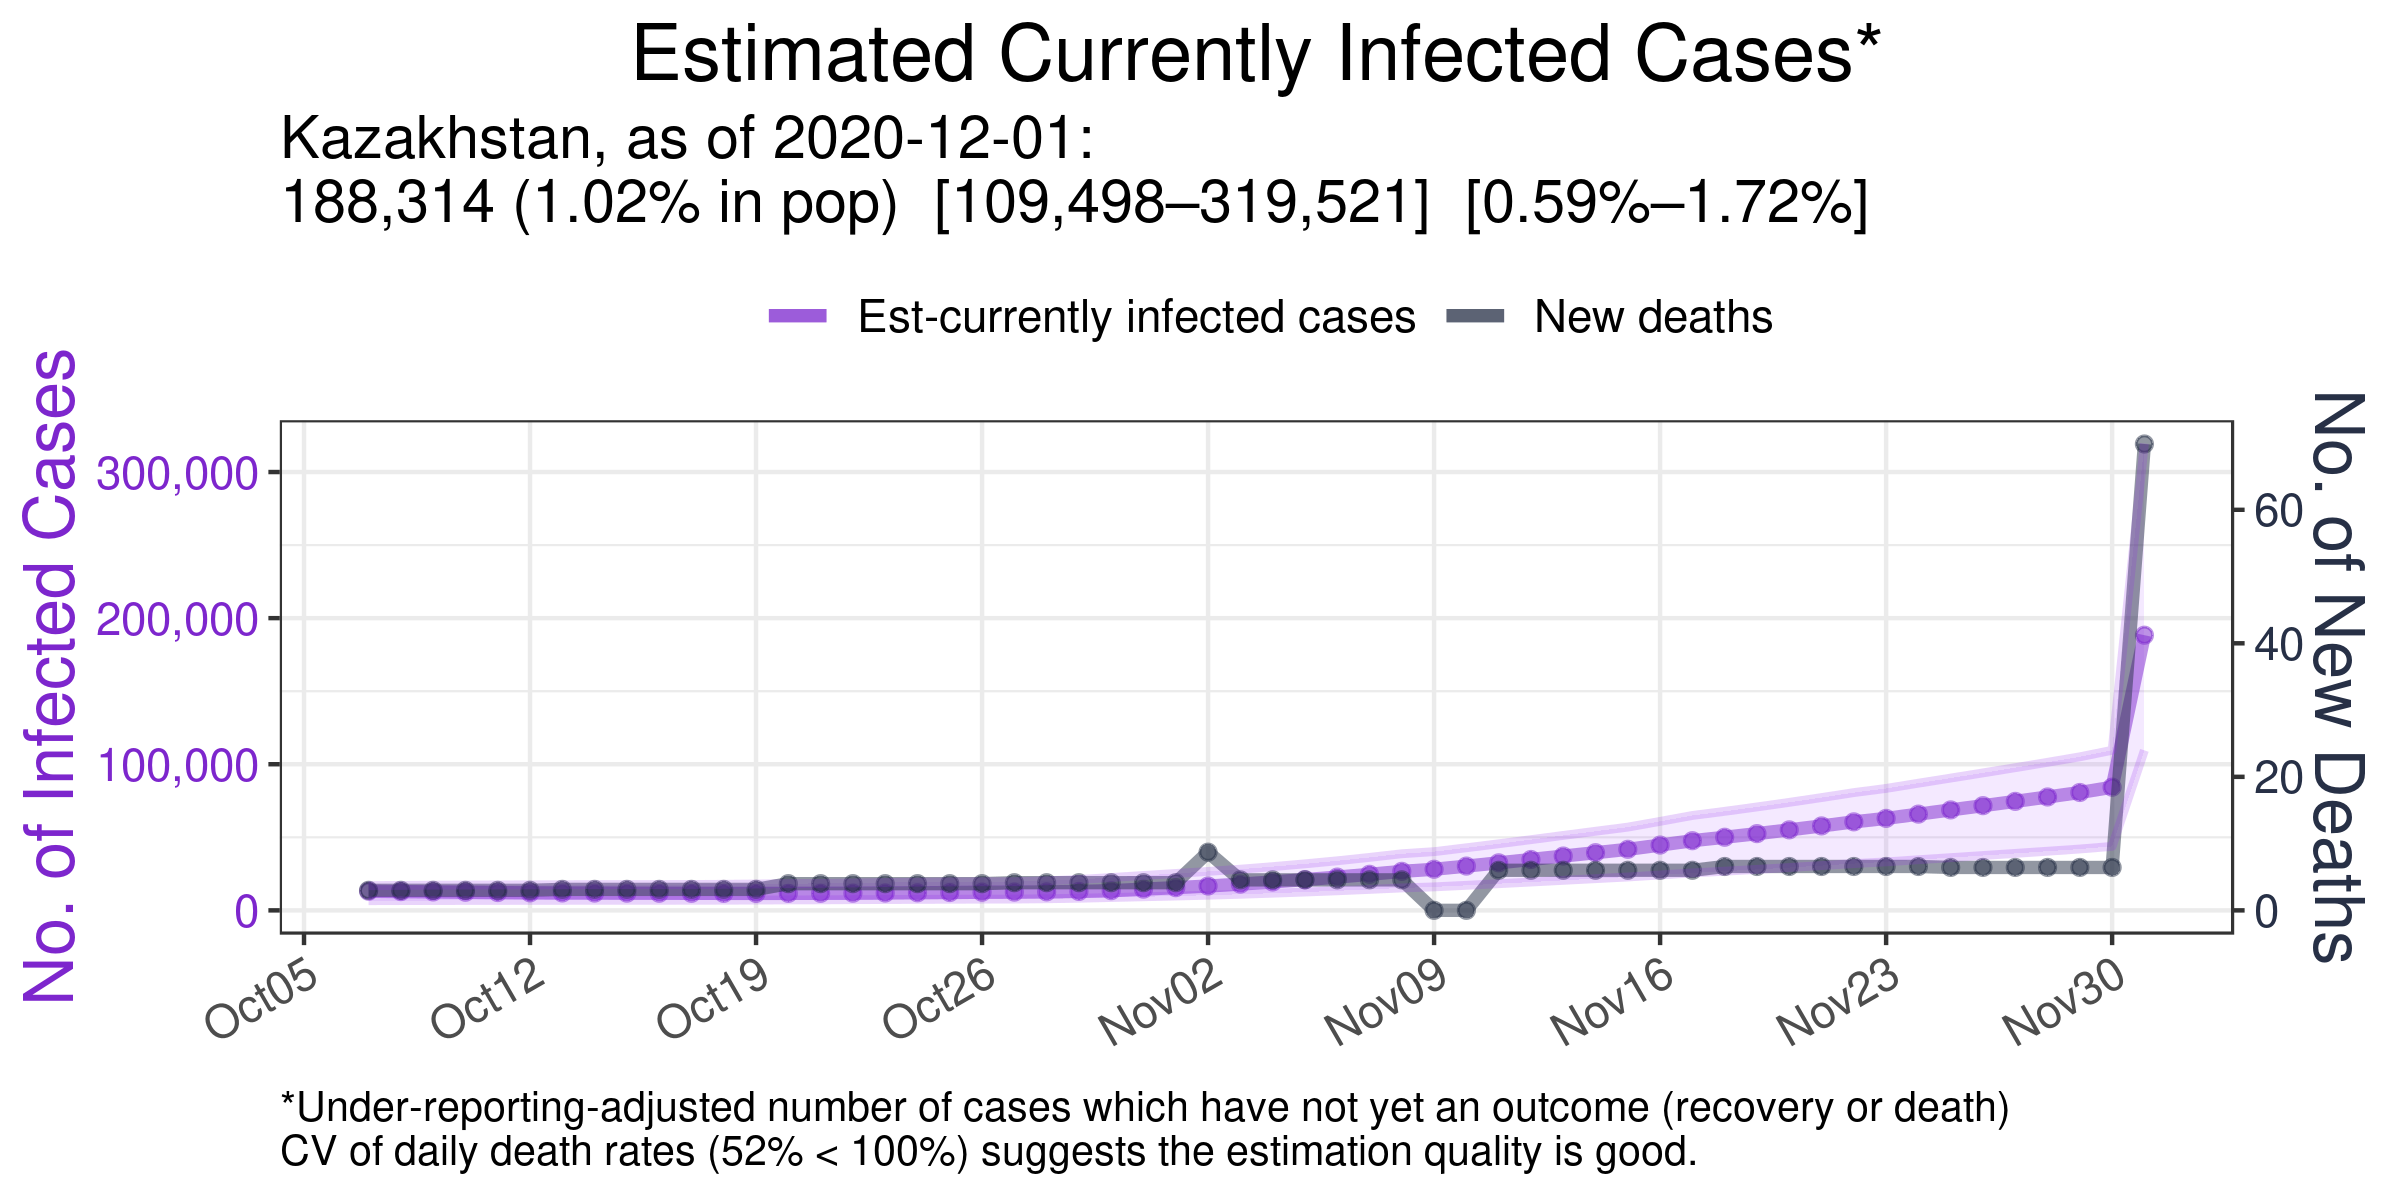 Estimated Currently Infected Cases*
Kazakhstan, as of 2020-12-01:
188,314 (1.02% in pop)  [109,498–319,521]  [0.59%–1.72%]
Est-currently infected cases
New deaths
No. of Infected Cases
300,000
200,000
100,000
0
60
40
20
0
No. of New Deaths
Oct05
Oct12
Oct19
Oct26
Nov02
Nov09
Nov16
Nov23
Nov30
*Under-reporting-adjusted number of cases which have not yet an outcome (recovery or death)
CV of daily death rates (52% < 100%) suggests the estimation quality is good.